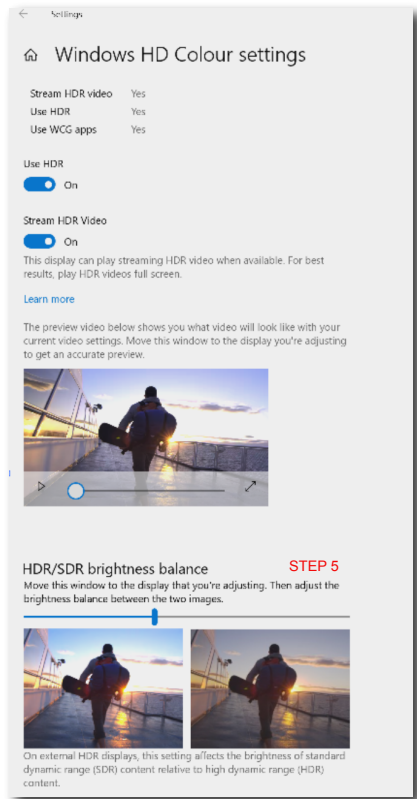 Settings
Windows HD Colour settings
Stream HDR video Yes
Use HDR Yes
Use WCG apps Yes
Use HDR
On
Stream HDR Video
On
This display can play streaming HDR video when available. For best
results, play HDR videos full screen.
Learn more
The preview video below shows you what video will look like with your
current video settings. Move this window to the display you're adjusting
to get an accurate preview.
HDR/SDR brightness balance STEP 5
Move this window to the display that you're adjusting. Then adjust the
brightness balance between the two images.
On external HDR displays, this setting affects the brightness of standard
dynamic range (SDR) content relative to high dynamic range (HDR)
content.